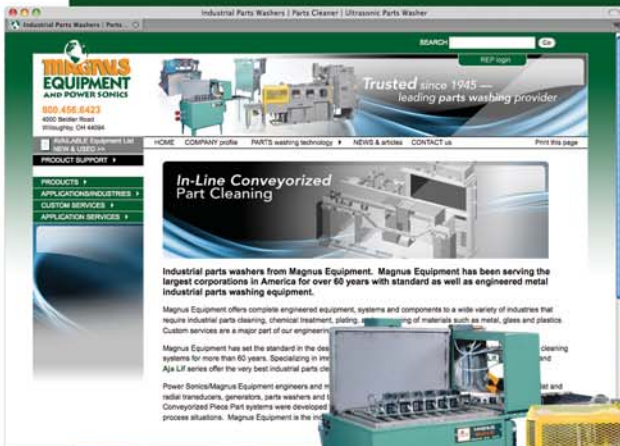 Industrial Parts Washers | Parts Cleaner | Ultrasonic Parts Washer
Industrial Parts Washers | Parts ...
SEARCH
Go
REP login
MAGNUS
EQUIPMENT
AND POWER SONICS
800.456.6423
4500 Beidler Road
Willoughby, OH 44094
Trusted since 1945 —
leading parts washing provider
AVAILABLE Equipment List
NEW & USED >>
HOME COMPANY profile PARTS washing technology NEWS & articles CONTACT us Print this page
PRODUCT SUPPORT
PRODUCTS
APPLICATIONS/INDUSTRIES
CUSTOM SERVICES
APPLICATION SERVICES
In-Line Conveyorized
Part Cleaning
Industrial parts washers from Magnus Equipment. Magnus Equipment has been serving the
largest corporations in America for over 60 years with standard as well as engineered metal
industrial parts washing equipment.
Magnus Equipment offers complete engineered equipment, systems and components to a wide variety of industries that
require industrial parts cleaning, chemical treatment, plating, of materials such as metal, glass and plastics.
Custom services are a major part of our engineering
Magnus Equipment has set the standard in the cleaning
systems for more than 60 years. Specializing in and
Aja Lif series offer the very best industrial parts
Power Sonics/Magnus Equipment engineers and and
radial transducers, generators, parts washers and
Conveyorized Piece Part systems were developed
process situations. Magnus Equipment is the